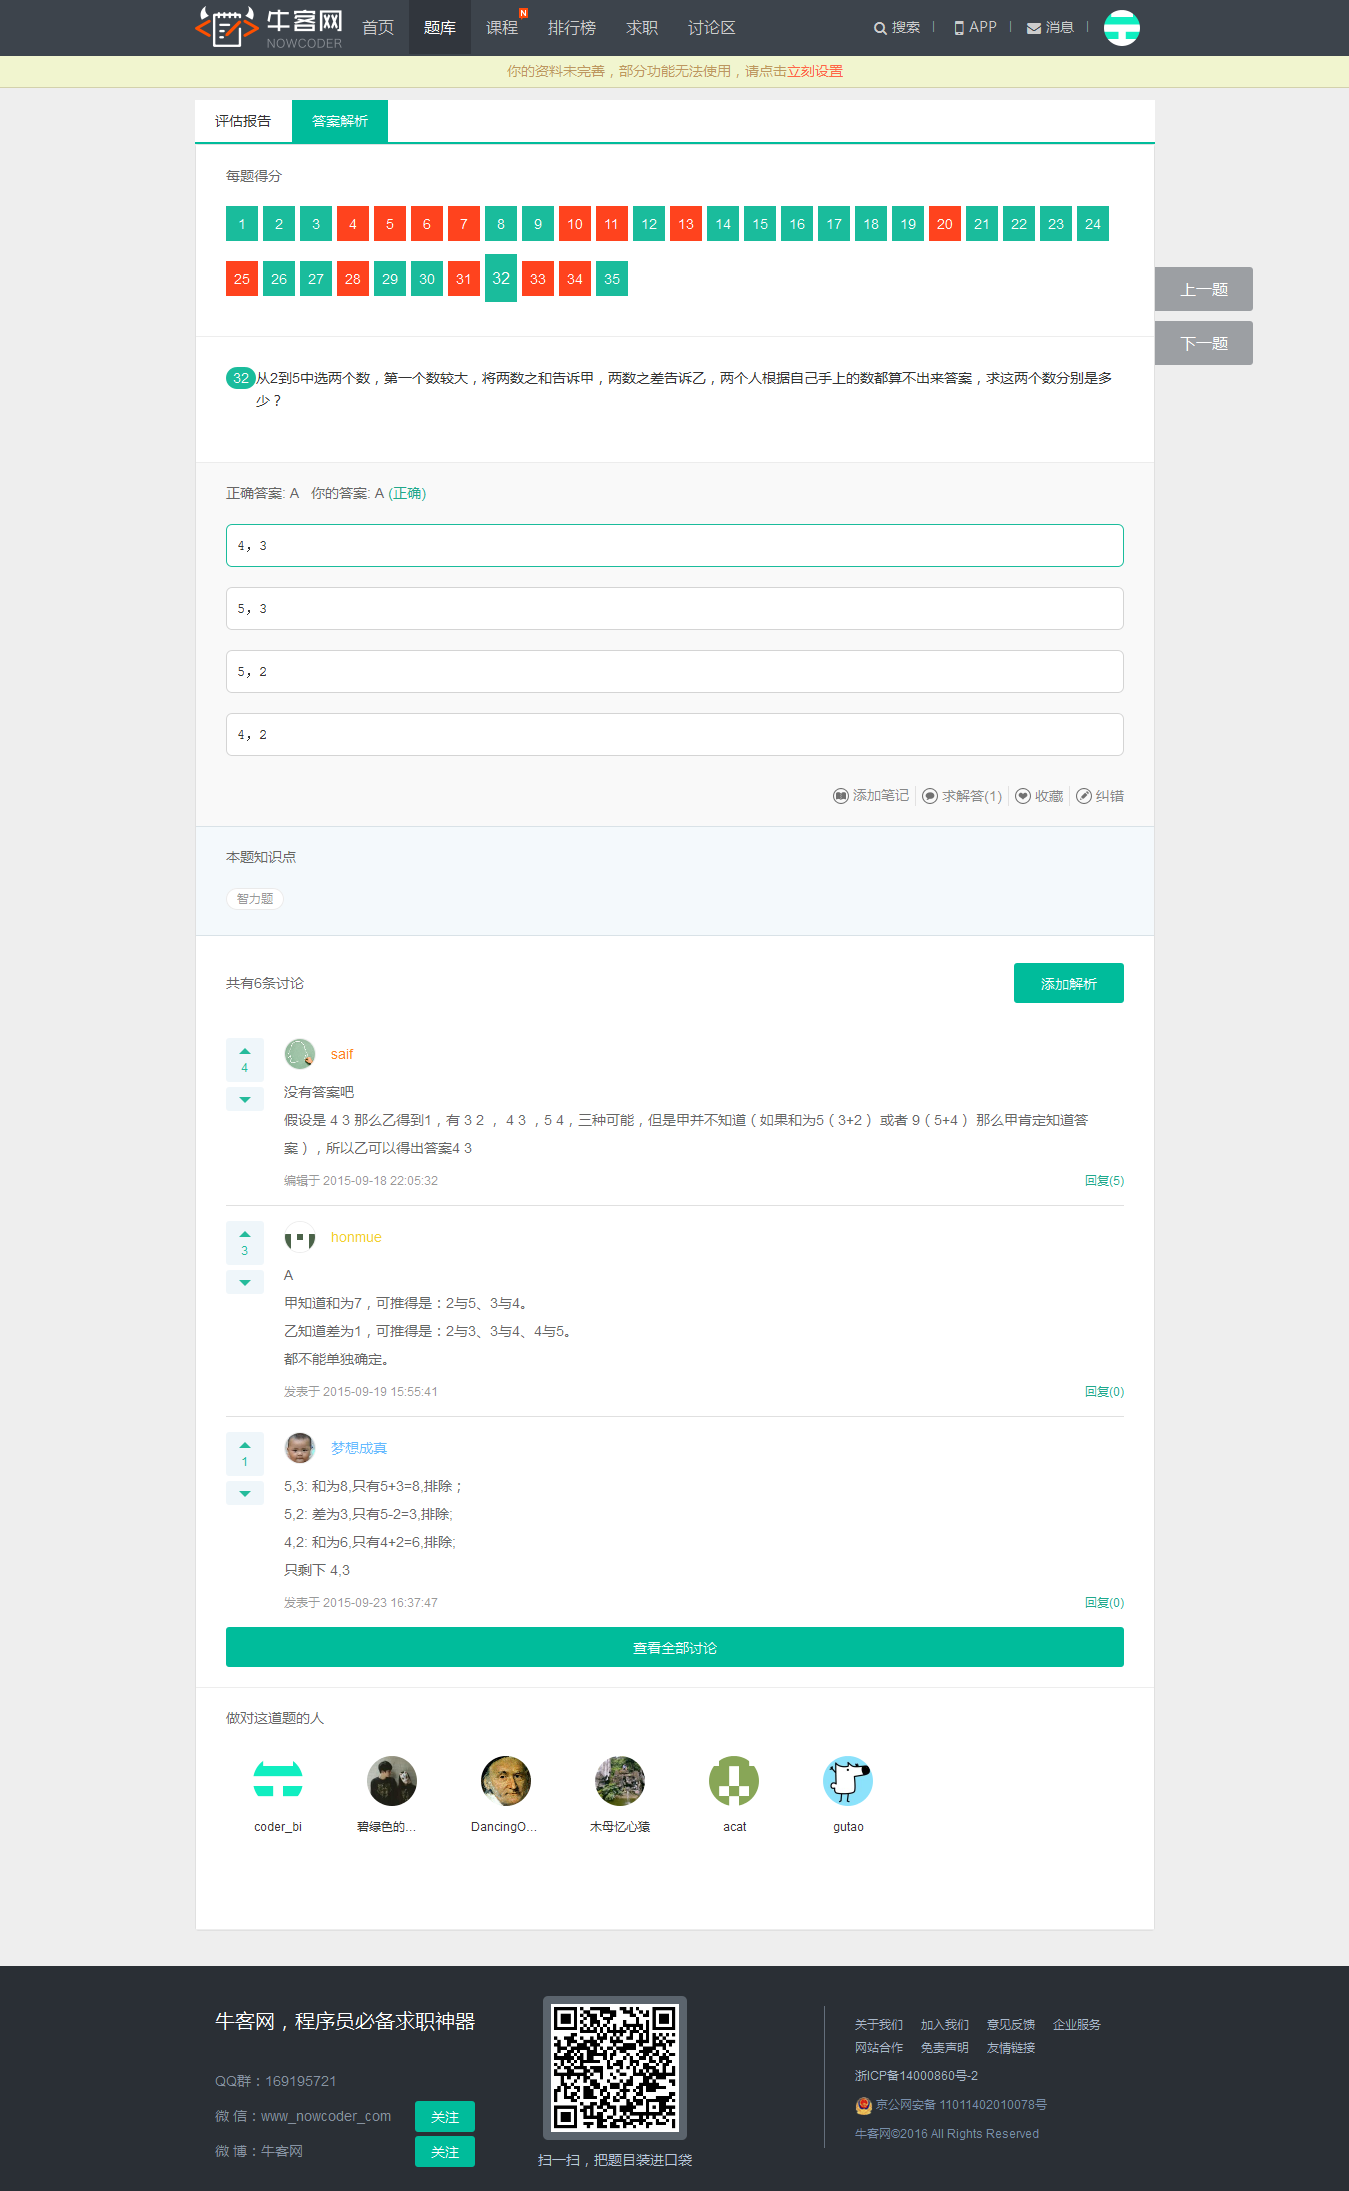 牛客网
NOWCODER
首页 题库 课程 N 排行榜 求职 讨论区 搜索 APP 消息
你的资料未完善，部分功能无法使用，请点击立刻设置
评估报告 答案解析
每题得分
1 2 3 4 5 6 7 8 9 10 11 12 13 14 15 16 17 18 19 20 21 22 23 24
25 26 27 28 29 30 31 32 33 34 35
上一题
下一题
32 从2到5中选两个数，第一个数较大，将两数之和告诉甲，两数之差告诉乙，两个人根据自己手上的数都算不出来答案，求这两个数分别是多
少？
正确答案: A 你的答案: A (正确)
4, 3
5, 3
5, 2
4, 2
添加笔记 求解答(1) 收藏 纠错
本题知识点
智力题
共有6条讨论 添加解析
saif
4
没有答案吧
假设是 4 3 那么乙得到1，有 3 2 ， 4 3 ，5 4，三种可能，但是甲并不知道（如果和为5（3+2） 或者 9（5+4） 那么甲肯定知道答
案），所以乙可以得出答案4 3
编辑于 2015-09-18 22:05:32 回复(5)
honmue
3
A
甲知道和为7，可推得是：2与5、3与4。
乙知道差为1，可推得是：2与3、3与4、4与5。
都不能单独确定。
发表于 2015-09-19 15:55:41 回复(0)
梦想成真
1
5,3: 和为8,只有5+3=8,排除；
5,2: 差为3,只有5-2=3,排除;
4,2: 和为6,只有4+2=6,排除;
只剩下 4,3
发表于 2015-09-23 16:37:47 回复(0)
查看全部讨论
做对这道题的人
coder_bi 碧绿色的... DancingO... 木母忆心猿 acat gutao
牛客网，程序员必备求职神器
QQ群：169195721
微 信：www_nowcoder_com 关注
微 博：牛客网 关注
扫一扫，把题目装进口袋
关于我们 加入我们 意见反馈 企业服务
网站合作 免责声明 友情链接
浙ICP备14000860号-2
京公网安备 11011402010078号
牛客网©2016 All Rights Reserved